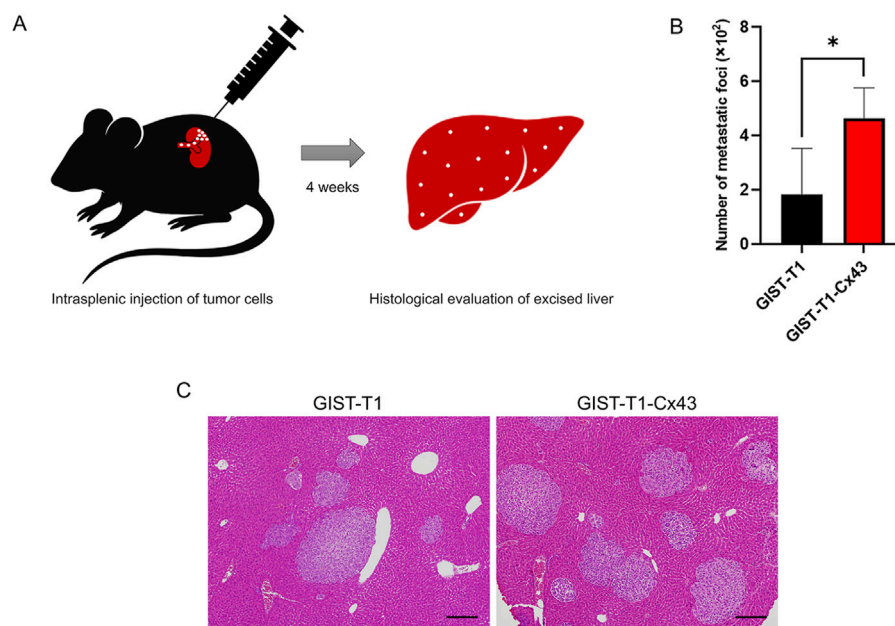 A
4 weeks
Intrasplenic injection of tumor cells
Histological evaluation of excised liver
B
Number of metastatic foci (×10²)
8
6
4
2
0
*
GIST-T1
GIST-T1-Cx43
C
GIST-T1
GIST-T1-Cx43